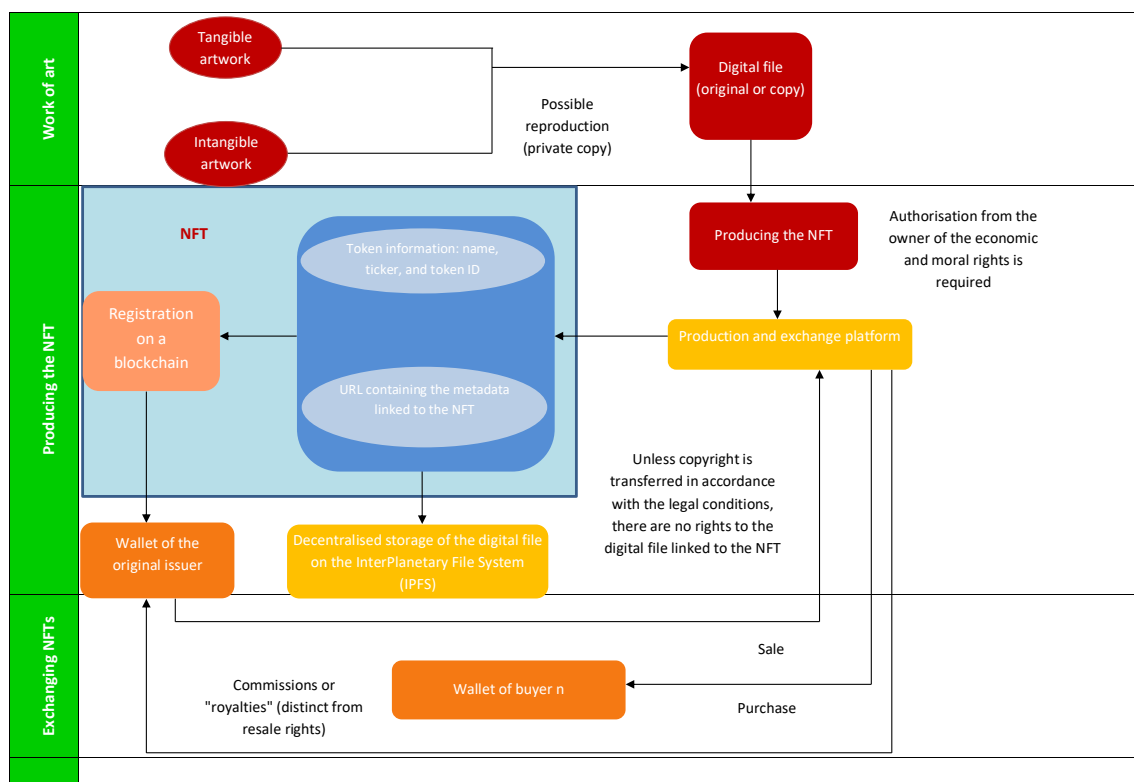 Work of art
Tangible
artwork
Intangible
artwork
Possible
reproduction
(private copy)
Digital file
(original or copy)
Producing the NFT
NFT
Token information: name,
ticker, and token ID
Registration
on a
blockchain
URL containing the metadata
linked to the NFT
Producing the NFT
Authorisation from the
owner of the economic
and moral rights is
required
Production and exchange platform
Unless copyright is
transferred in accordance
with the legal conditions,
there are no rights to the
digital file linked to the NFT
Wallet of the
original issuer
Decentralised storage of the digital file
on the InterPlanetary File System
(IPFS)
Exchanging NFTs
Sale
Wallet of buyer n
Purchase
Commissions or
"royalties" (distinct from
resale rights)